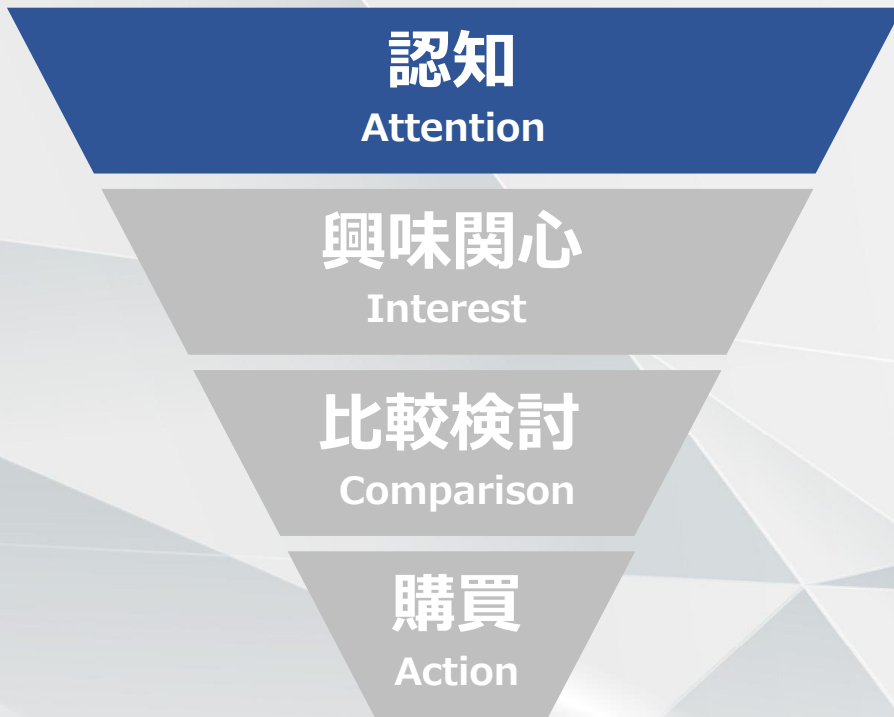 認知
Attention
興味関心
Interest
比較検討
Comparison
購買
Action